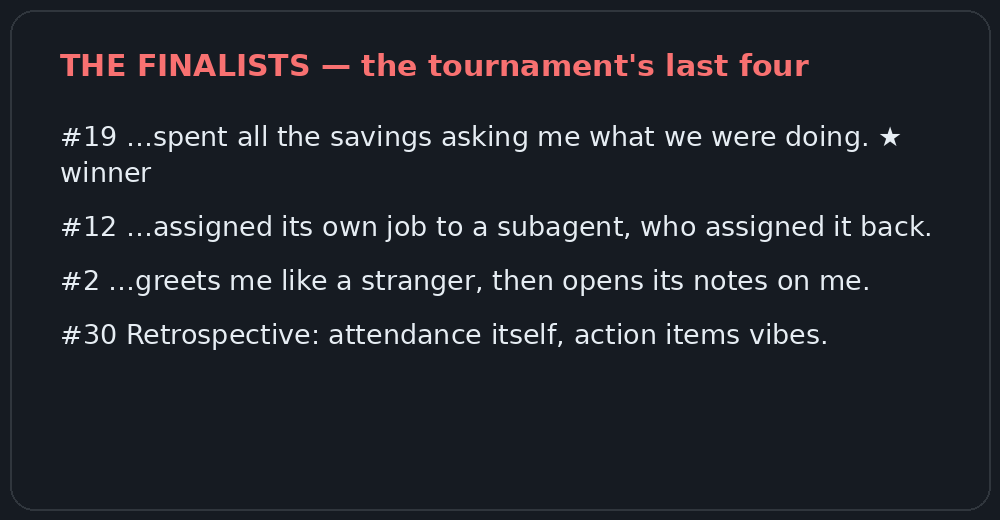 THE FINALISTS — the tournament's last four
#19 …spent all the savings asking me what we were doing. ★
winner
#12 …assigned its own job to a subagent, who assigned it back.
#2 …greets me like a stranger, then opens its notes on me.
#30 Retrospective: attendance itself, action items vibes.